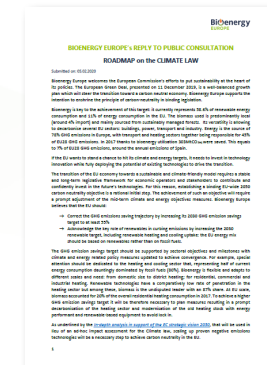 Bioenergy
EUROPE
BIOENERGY EUROPE's REPLY TO PUBLIC CONSULTATION
ROADMAP on the CLIMATE LAW
Submitted on: 05.02.2020
Bioenergy Europe welcomes the European Commission's efforts to put sustainability at the heart of
its policies. The European Green Deal, presented on 11 December 2019, is a well-balanced growth
plan which will steer the transition toward a carbon neutral economy. Bioenergy Europe supports the
intention to enshrine the principle of carbon-neutrality in binding legislation.
Bioenergy is key to the achievement of this target: it currently represents of renewable energy
consumption and of energy consumption in the EU. The biomass used is predominantly local
(around import) and mainly sourced from sustainably managed forests. Its versatility is allowing
to decarbonise several EU sectors: buildings, power, transport and industry. Energy is the source of
GHG emissions in Europe, with transport and heating sectors together being responsible for
of EU28 GHG emissions. In 2017 thanks to bioenergy utilisation were saved. This equals
to 7% of EU28 GHG emissions, around the annual emissions of Spain.
If the EU wants to stand a chance to hit its climate and energy targets, it needs to invest in technology
innovation while fully deploying the potential of existing technologies to drive the transition.
The transition of the EU economy towards a sustainable and climate-friendly model requires a stable
and long-term legislative framework for economic operators and stakeholders to contribute and
confidently invest in the future's technologies. For this reason, establishing a binding EU-wide 2050
carbon neutrality objective is a rational initial step. The achievement of such an objective will require
a prompt adjustment of the mid-term climate and energy objectives measures. Bioenergy Europe
believes that the EU should:
→ Correct the GHG emissions saving trajectory by increasing its 2030 GHG emission savings
target to at least 55%
→ Acknowledge the key role of renewables in cutting emissions by increasing the 2030
renewable target, including renewable heating and cooling uptake: the EU energy mix
should be based on renewables rather than on fossil fuels.
The GHG emission savings target should be supported by sectoral objectives and milestones with
climate and energy related policy measures updated to achieve convergence. For example, special
attention should be dedicated to the heating and cooling sector that, representing half of current
energy consumption dauntingly dominated by fossil fuels (80%). Bioenergy is flexible and adapts to
different scales and needs: from domestic size to district heating; for residential, commercial and
industrial heating. Renewable technologies have a comparatively low rate of penetration in the
heating sector but among these, biomass is the undisputed leader with share. At EU scale,
biomass accounted for of the overall residential heating consumption in 2017. To achieve a higher
GHG emission savings target it will be therefore necessary to plan measures resulting in a prompt
decarbonisation of the heating sector and modernisation of the old heating stock with energy
performant and renewable based equipment to avoid lock-in.
As underlined by the in-depth analysis in support of the EC strategic vision 2050, that will be used in
lieu of an ad-hoc impact assessment for the Climate law, scaling up proven negative emissions
technologies will be a necessary step to achieve carbon neutrality in the EU.
1